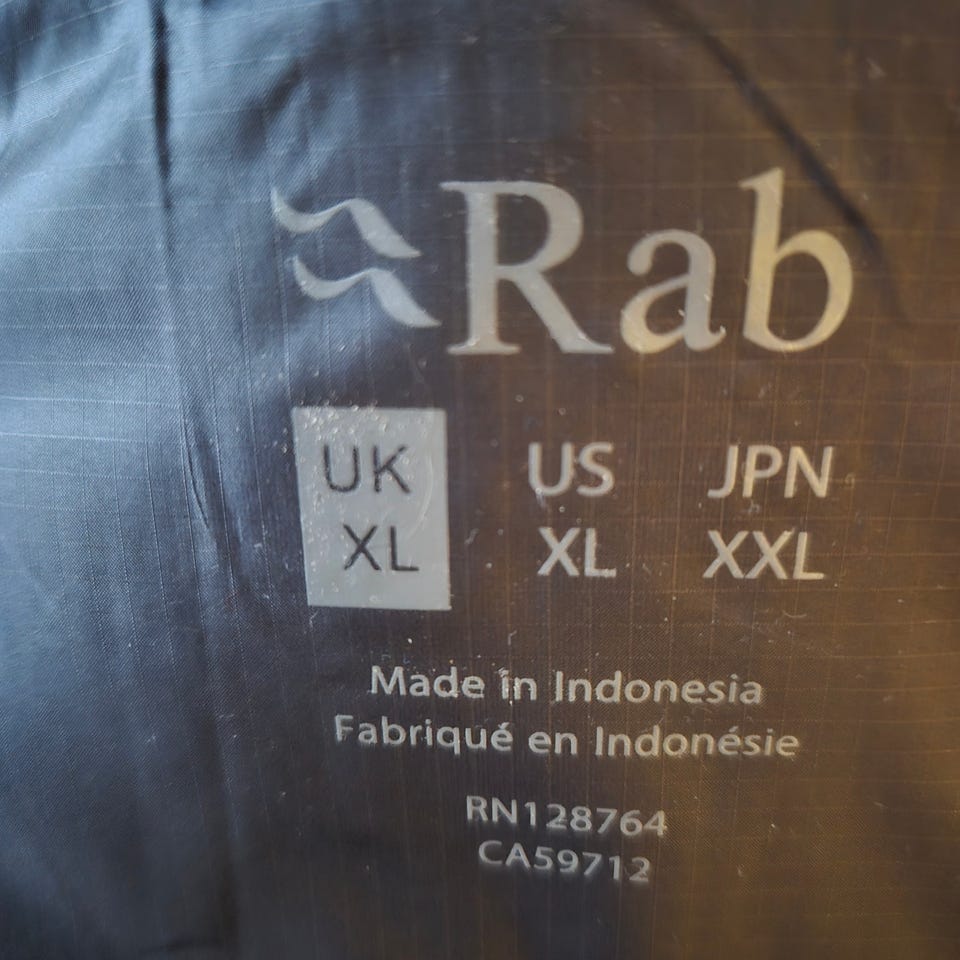 Rab
UK US JPN
XL XL XXL
Made in Indonesia
Fabriqué en Indonésie
RN128764
CA59712